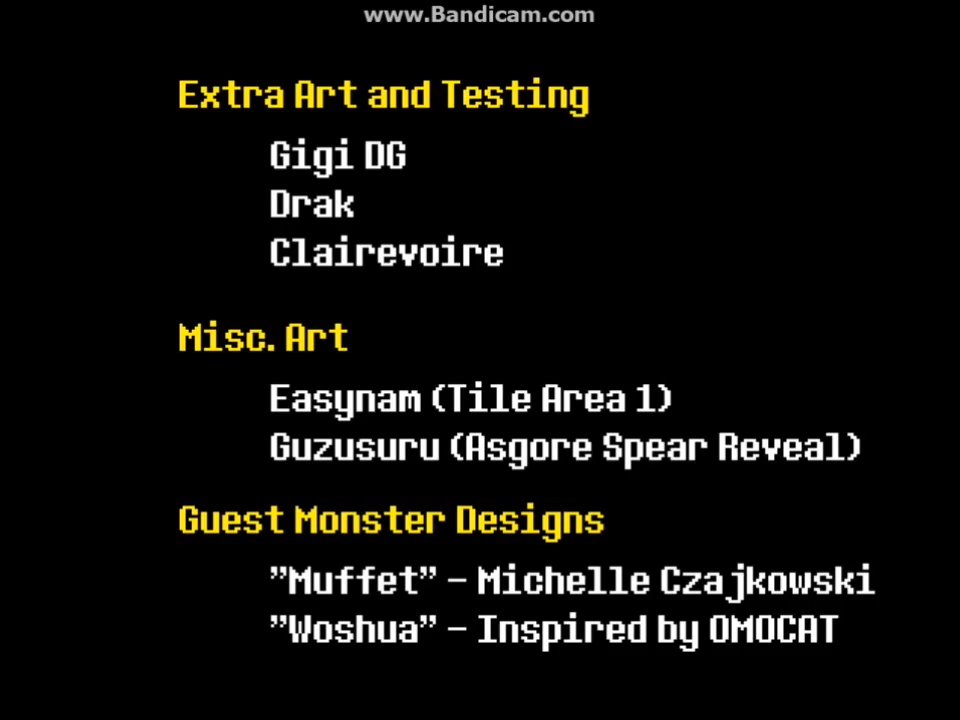 www.Bandicam.com
Extra Art and Testing
Gigi DG
Drak
Clairevoire
Misc. Art
Easynam (Tile Area 1)
Guzusuru (Asgore Spear Reveal)
Guest Monster Designs
”Muffet” – Michelle Czajkowski
”Woshua” – Inspired by OMOCAT